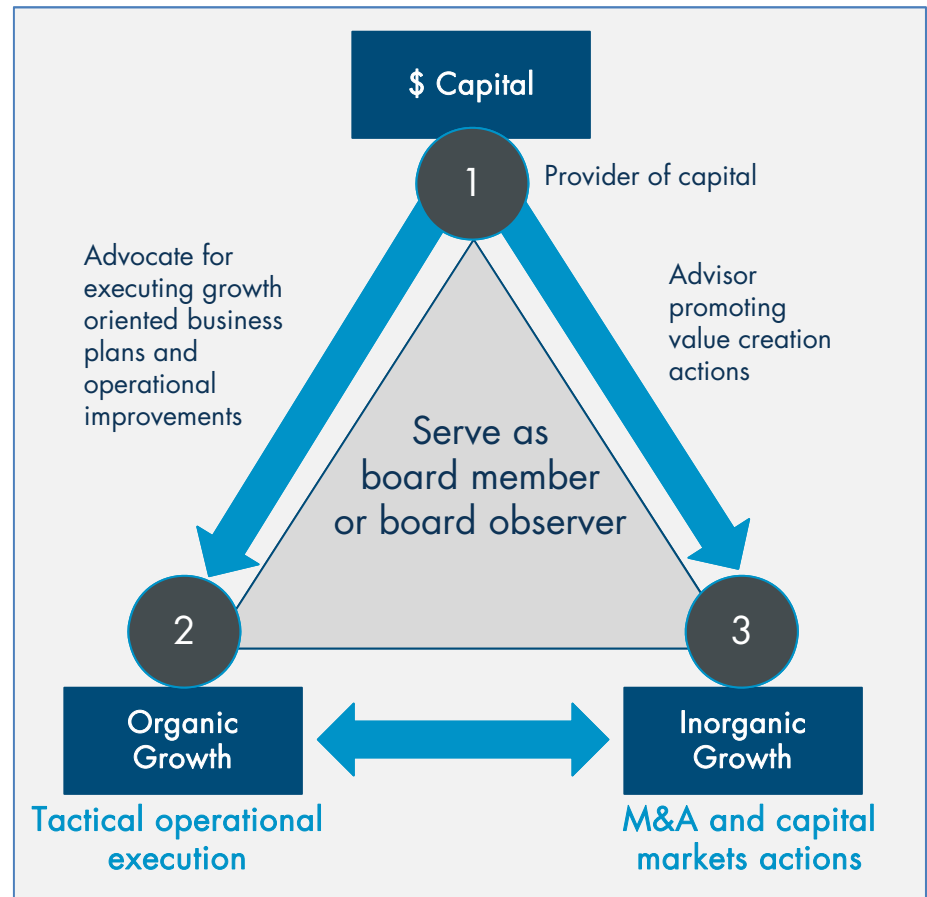 $ Capital
1
Provider of capital
Advocate for
executing growth
oriented business
plans and
operational
improvements
Advisor
promoting
value creation
actions
Serve as
board member
or board observer
2
3
Organic
Growth
Inorganic
Growth
Tactical operational
execution
M&A and capital
markets actions